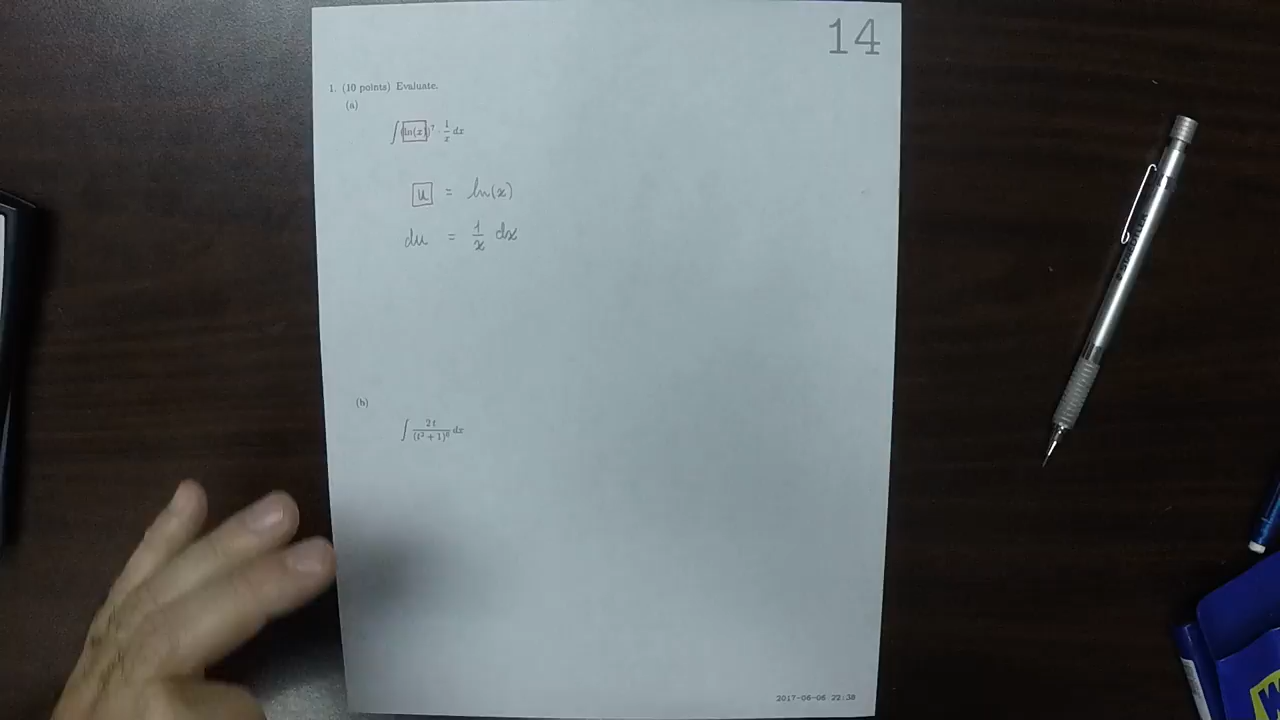 14
1. (10 points) Evaluate.
(a)
∫(ln(x))⁷ · 1/x dx
u = ln(x)
du = 1/x dx
(b)
∫ 2t/(t² + 1)⁹ dx
2017-06-06 22:38